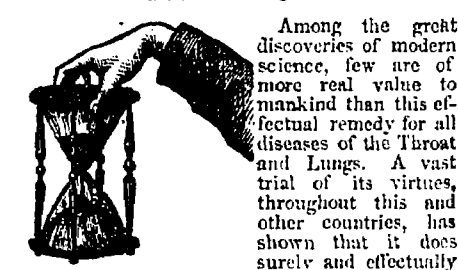 Among the great
discoveries of modern
science, few are of
more real value to
mankind than this ef-
fectual remedy for all
diseases of the Throat
and Lungs. A vast
trial of its virtues,
throughout this and
other countries, has
shown that it does
surely and effectually